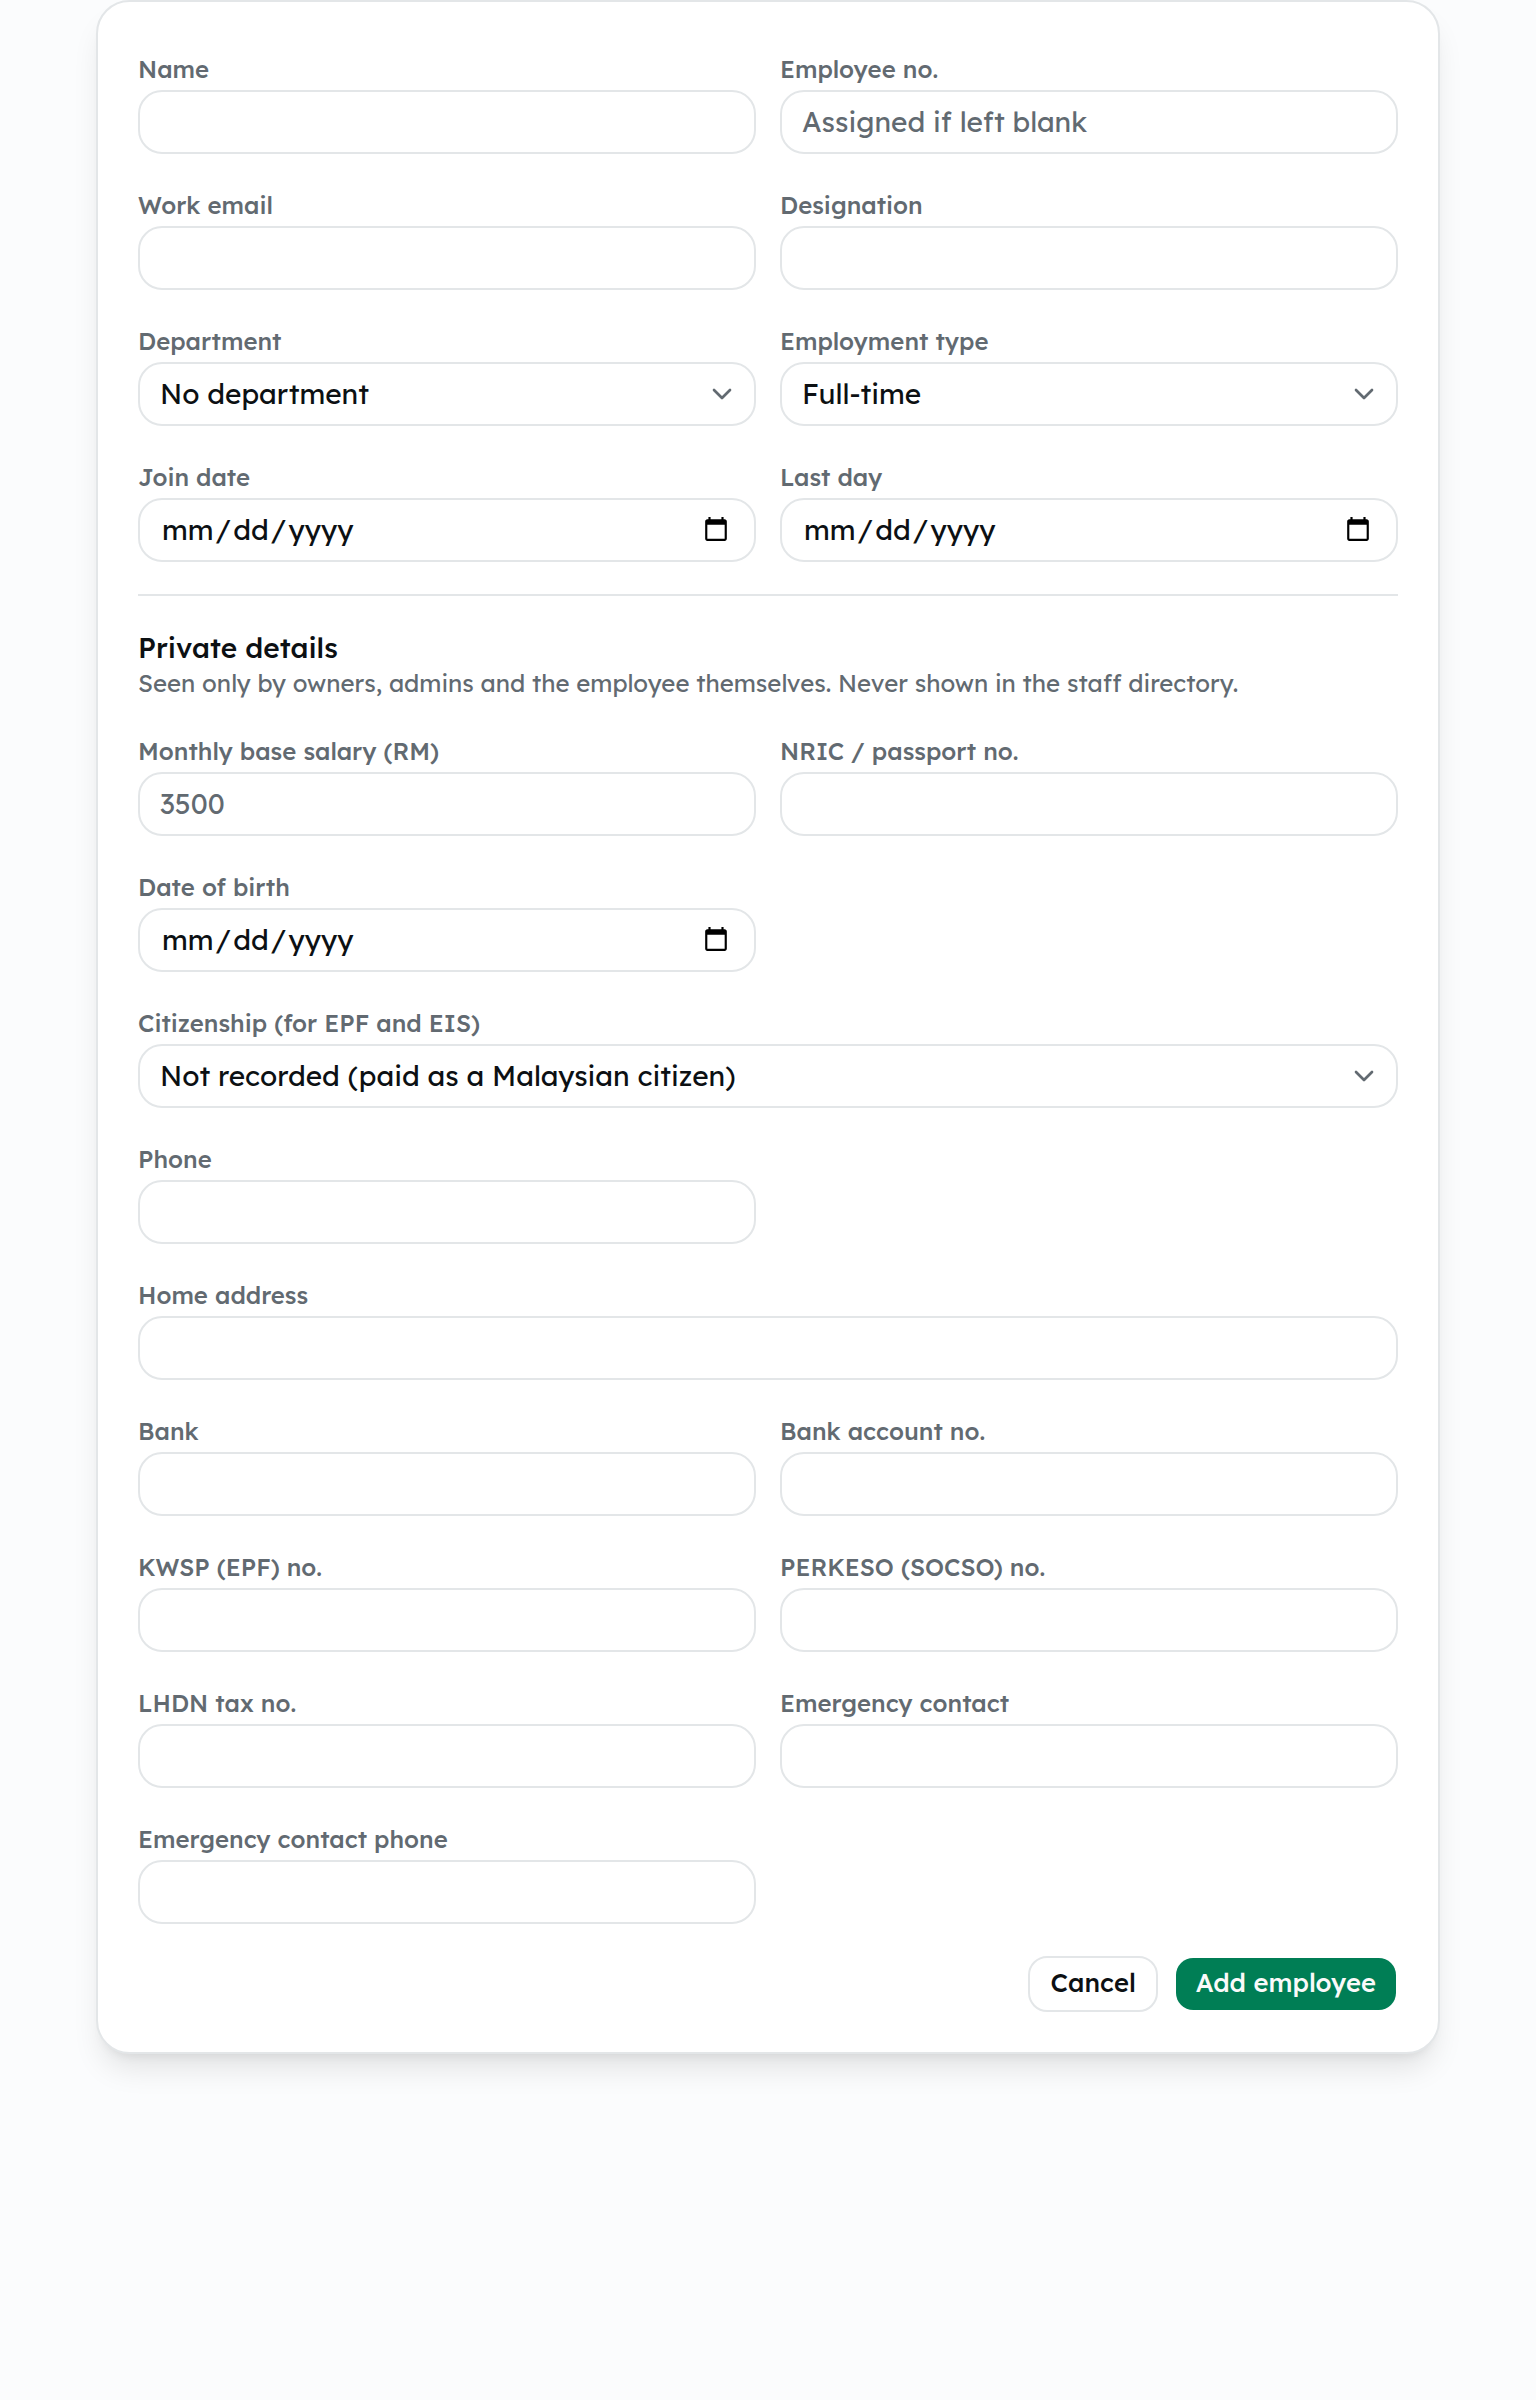 Name
Employee no.
Assigned if left blank
Work email
Designation
Department
Employment type
No department
Full-time
Join date
Last day
mm/dd/yyyy
mm/dd/yyyy
Private details
Seen only by owners, admins and the employee themselves. Never shown in the staff directory.
Monthly base salary (RM)
NRIC / passport no.
3500
Date of birth
mm/dd/yyyy
Citizenship (for EPF and EIS)
Not recorded (paid as a Malaysian citizen)
Phone
Home address
Bank
Bank account no.
KWSP (EPF) no.
PERKESO (SOCSO) no.
LHDN tax no.
Emergency contact
Emergency contact phone
Cancel
Add employee